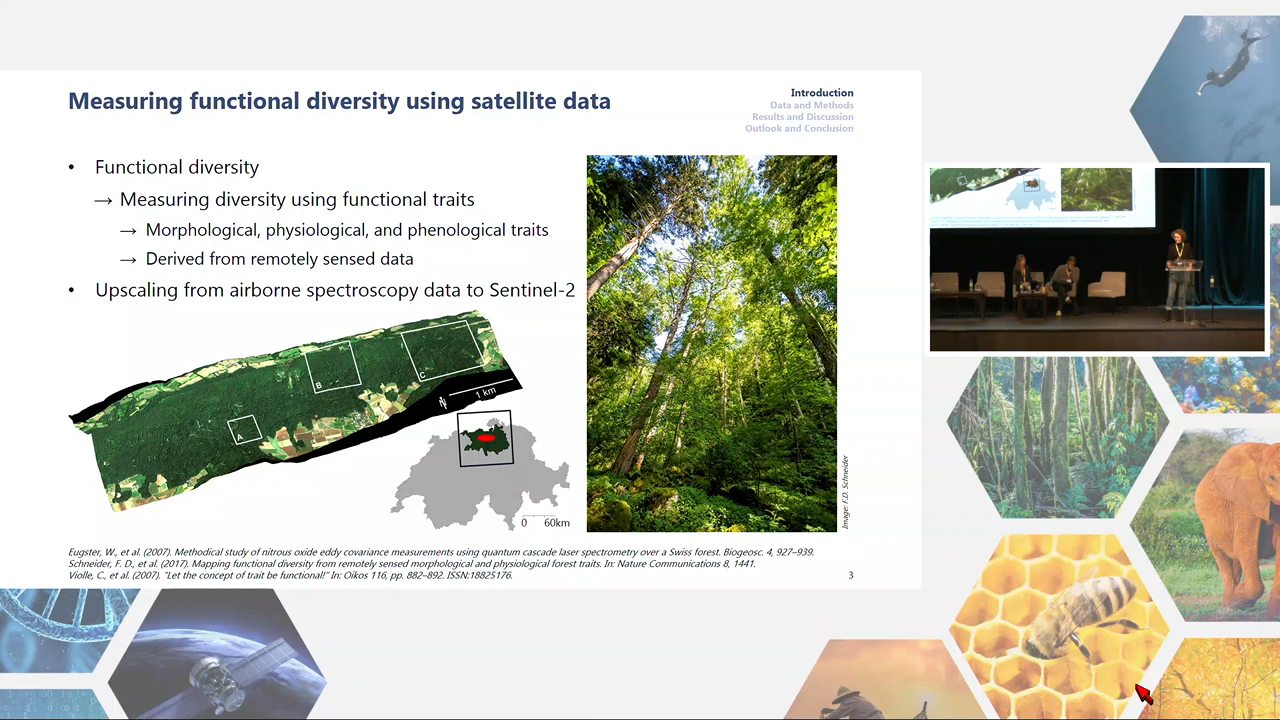 Measuring functional diversity using satellite data
Introduction
Data and Methods
Results and Discussion
Outlook and Conclusion
• Functional diversity
→ Measuring diversity using functional traits
→ Morphological, physiological, and phenological traits
→ Derived from remotely sensed data
• Upscaling from airborne spectroscopy data to Sentinel-2
A
B
C
N
1 km
0 60km
Image: F.D. Schneider
Eugster, W., et al. (2007). Methodical study of nitrous oxide eddy covariance measurements using quantum cascade laser spectrometry over a Swiss forest. Biogeosc. 4, 927–939.
Schneider, F. D., et al. (2017). Mapping functional diversity from remotely sensed morphological and physiological forest traits. In: Nature Communications 8, 1441.
Violle, C., et al. (2007). "Let the concept of trait be functional!" In: Oikos 116, pp. 882–892. ISSN:18825176.
3